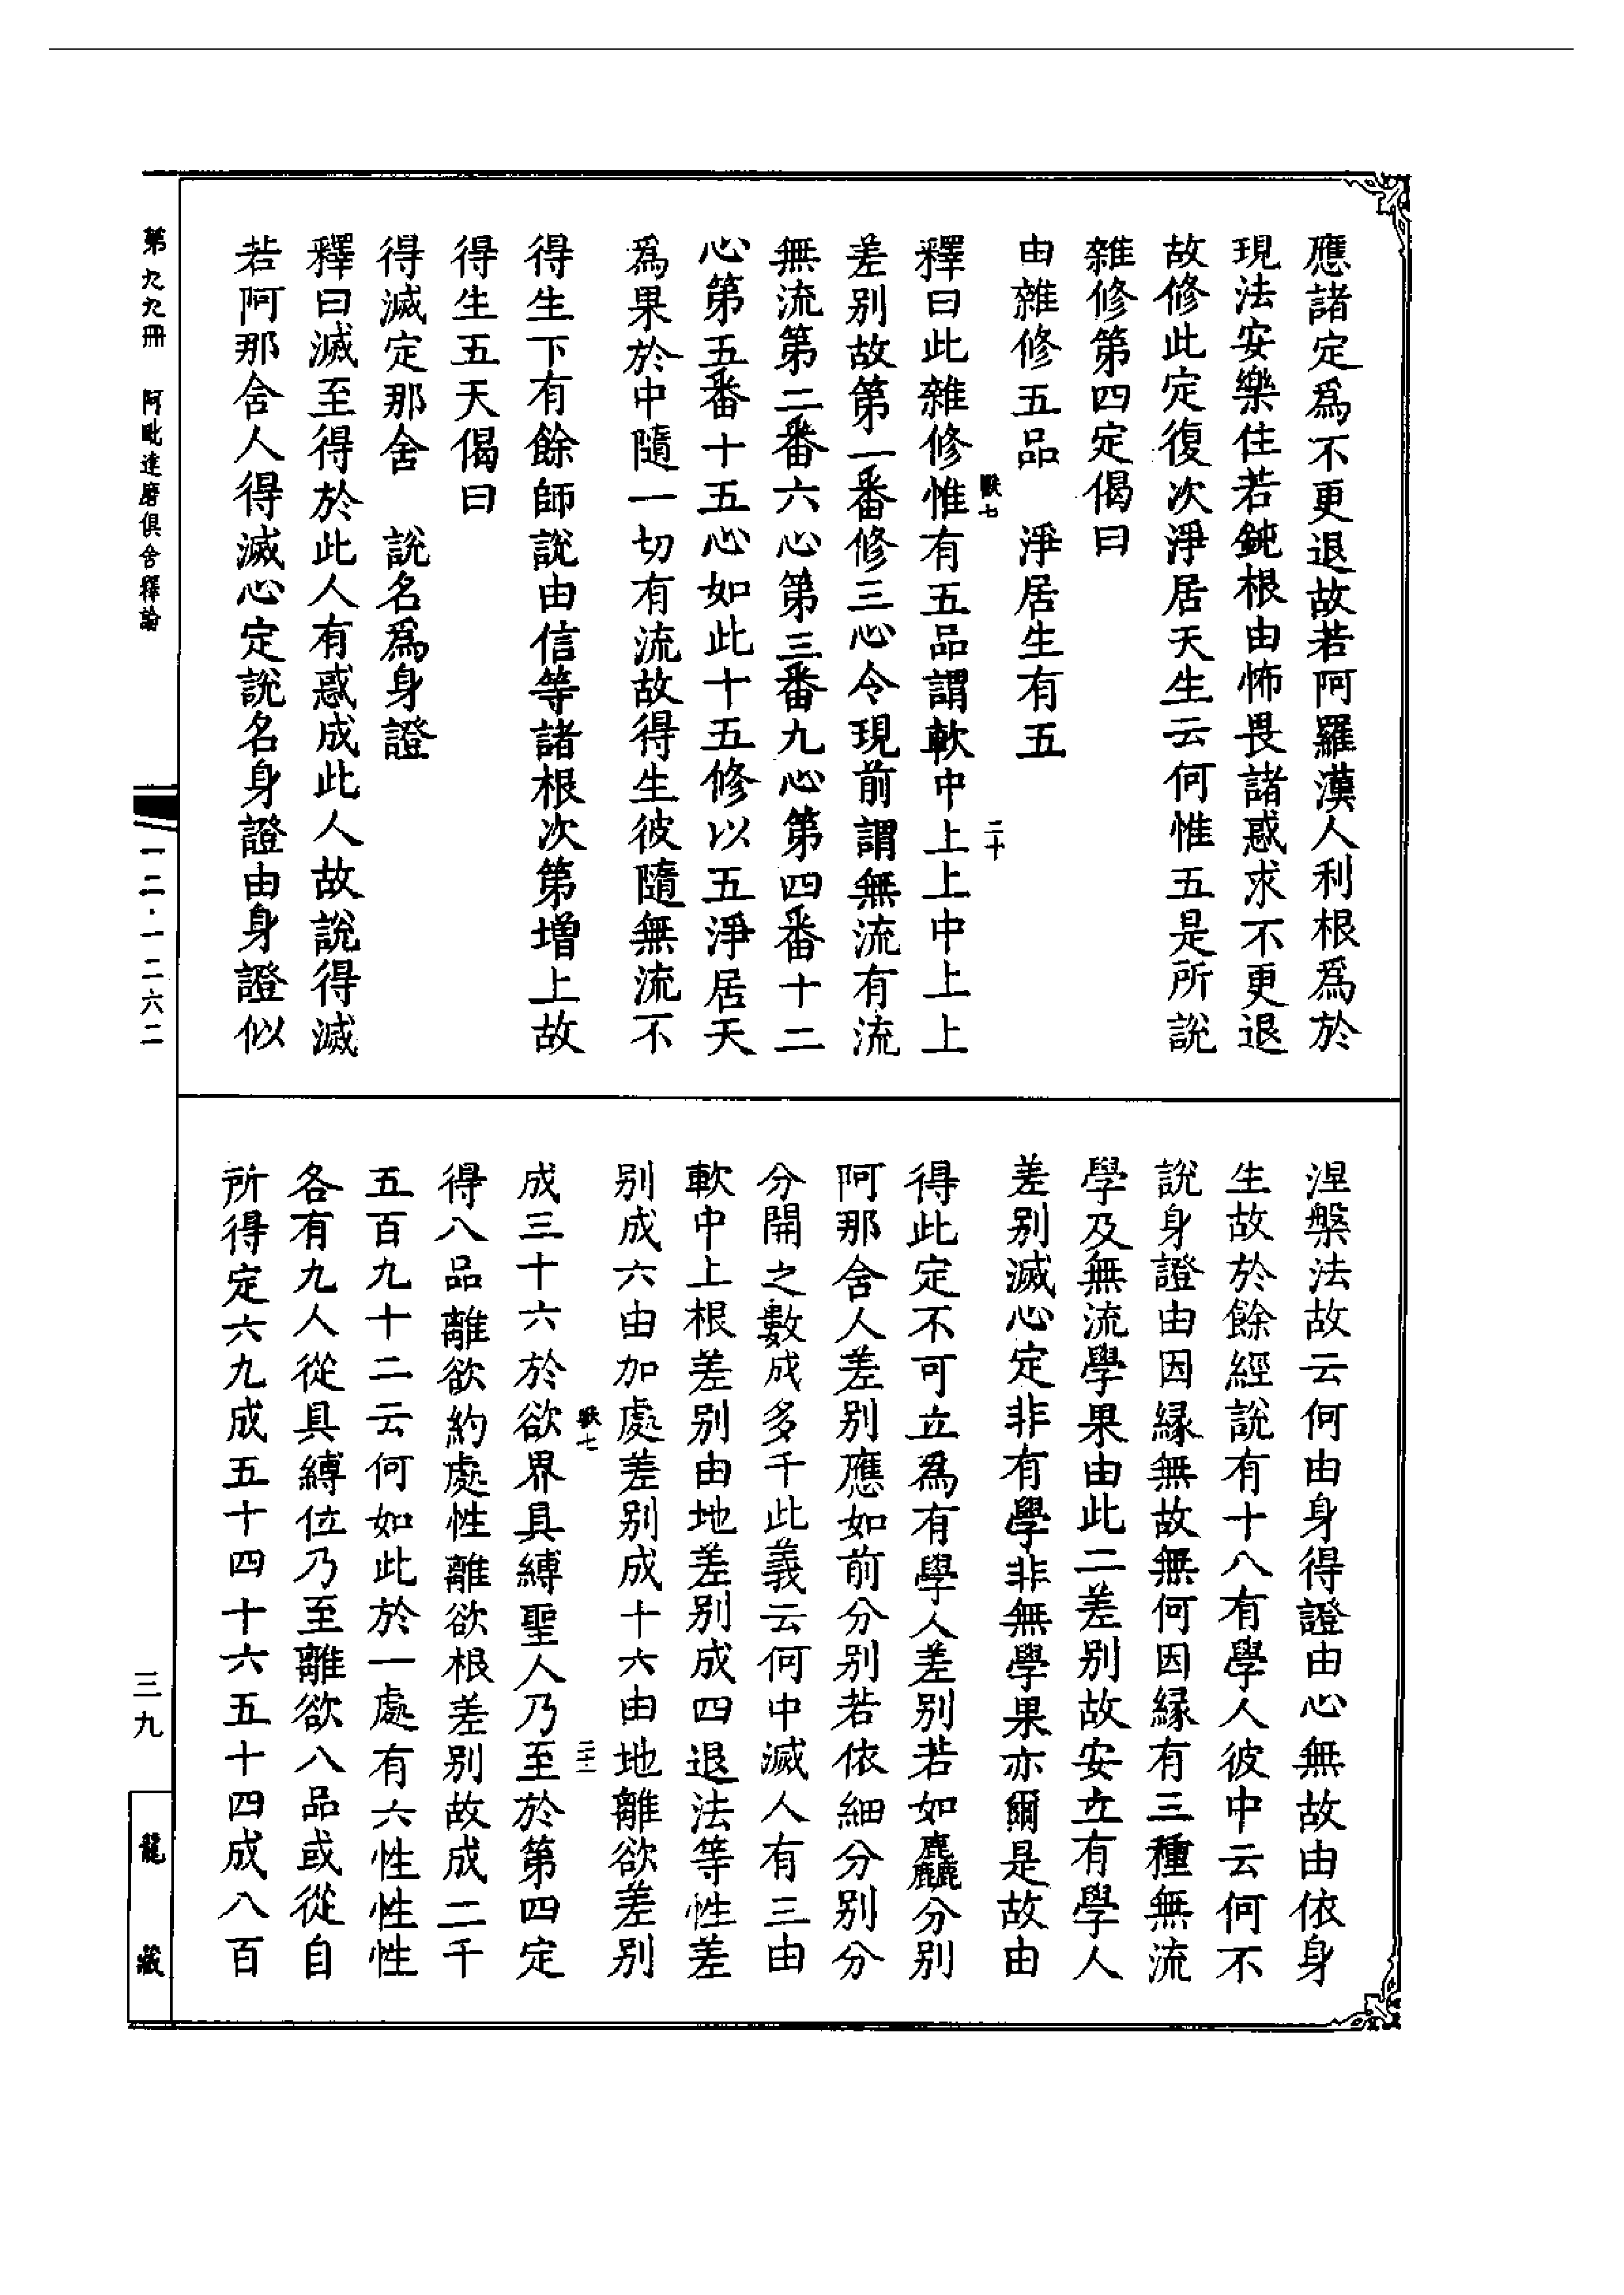 應諸定為不更退故若阿羅漢人利根為於
現法安樂住若鈍根由怖畏諸惑求不更退
故修此定復次淨居天生云何惟五是所說
雜修第四定偈曰
由雜修五品　淨居生有五
釋曰此雜修惟有五品謂軟中上上中上上
差別故第一番修三心令現前謂無流有流
無流第二番六心第三番九心第四番十二
心第五番十五心如此十五修以五淨居天
為果於中隨一切有流故得生彼隨無流不
得生下有餘師說由信等諸根次第增上故
得生五天偈曰
得滅定那舍　說名為身證
釋曰滅至得於此人有惑成此人故說得滅
若阿那舍人得滅心定說名身證由身證似
二十
涅槃法故云何由身得證由心無故由依身
生故於餘經說有十八有學人彼中云何不
說身證由因緣無故無何因緣有三種無流
學及無流學果由此二差別故安立有學人
差別滅心定非有學非無學果亦爾是故由
得此定不可立為有學人差別若如麤分別
阿那含人差別應如前分別若依細分別分
分開之數成多千此義云何中滅人有三由
軟中上根差別由地差別成四退法等性差
別成六由加處差別成十六由地離欲差別
成三十六於欲界具縛聖人乃至於第四定
得八品離欲約處性離欲根差別故成二千
五百九十二云何如此於一處有六性性性
各有九人從具縛位乃至離欲八品或從自
所得定六九成五十四十六五十四成八百
二十一
第九九冊　阿毗達磨俱舍釋論
一二·一二六二
三九
龍藏